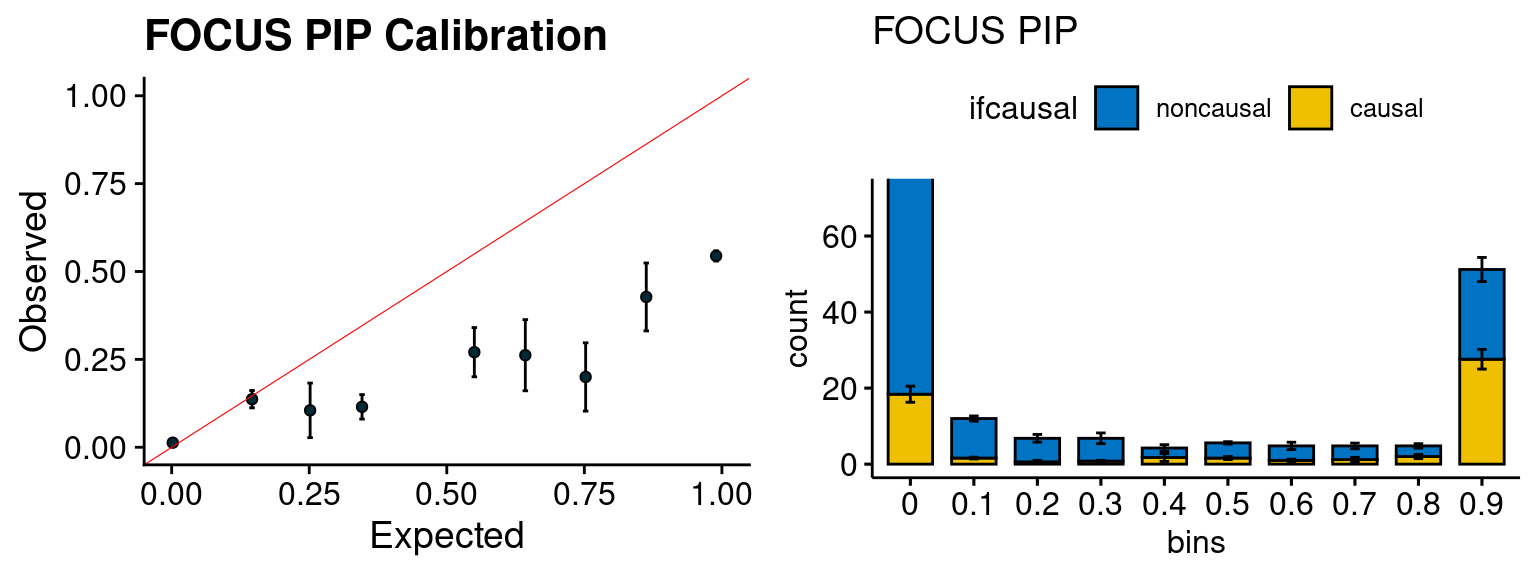 FOCUS PIP Calibration
1.00
0.75
0.50
0.25
0.00
Observed
0.00 0.25 0.50 0.75 1.00
Expected
FOCUS PIP
ifcausal noncausal causal
60
40
20
0
count
0 0.1 0.2 0.3 0.4 0.5 0.6 0.7 0.8 0.9
bins